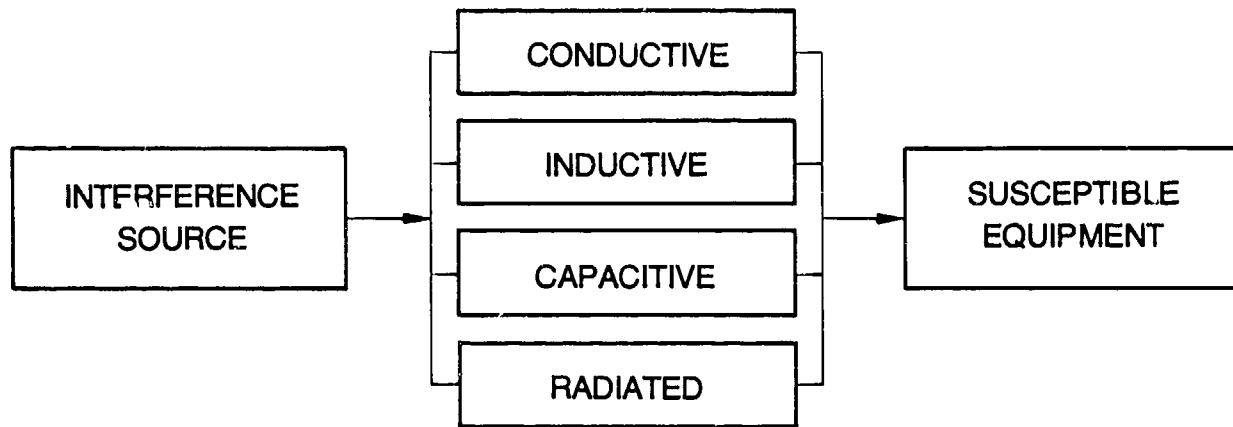 CONDUCTIVE
INDUCTIVE
INTERFERENCE
SOURCE
CAPACITIVE
RADIATED
SUSCEPTIBLE
EQUIPMENT